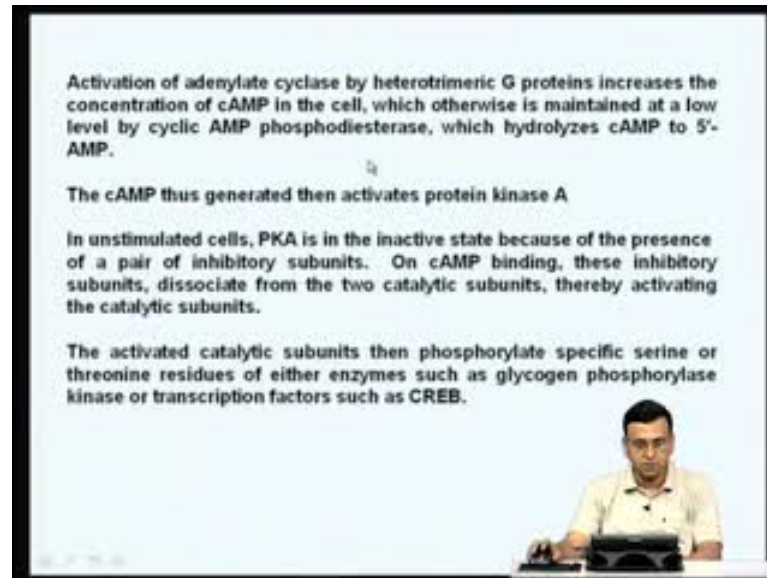 Activation of adenylate cyclase by heterotrimeric G proteins increases the
concentration of cAMP in the cell, which otherwise is maintained at a low
level by cyclic AMP phosphodiesterase, which hydrolyzes cAMP to 5'-
AMP.
The cAMP thus generated then activates protein kinase A
In unstimulated cells, PKA is in the inactive state because of the presence
of a pair of inhibitory subunits. On cAMP binding, these inhibitory
subunits, dissociate from the two catalytic subunits, thereby activating
the catalytic subunits.
The activated catalytic subunits then phosphorylate specific serine or
threonine residues of either enzymes such as glycogen phosphorylase
kinase or transcription factors such as CREB.